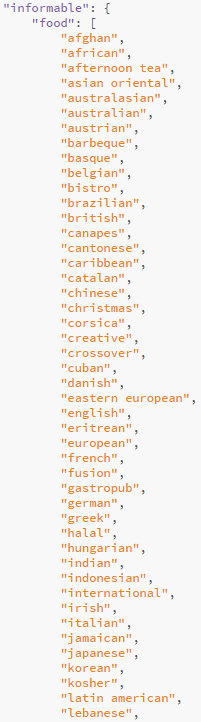 "informable": {
"food": [
"afghan",
"african",
"afternoon tea",
"asian oriental",
"australasian",
"australian",
"austrian",
"barbeque",
"basque",
"belgian",
"bistro",
"brazilian",
"british",
"canapes",
"cantonese",
"caribbean",
"catalan",
"chinese",
"christmas",
"corsica",
"creative",
"crossover",
"cuban",
"danish",
"eastern european",
"english",
"eritrean",
"european",
"french",
"fusion",
"gastropub",
"german",
"greek",
"halal",
"hungarian",
"indian",
"indonesian",
"international",
"irish",
"italian",
"jamaican",
"japanese",
"korean",
"kosher",
"latin american",
"lebanese",